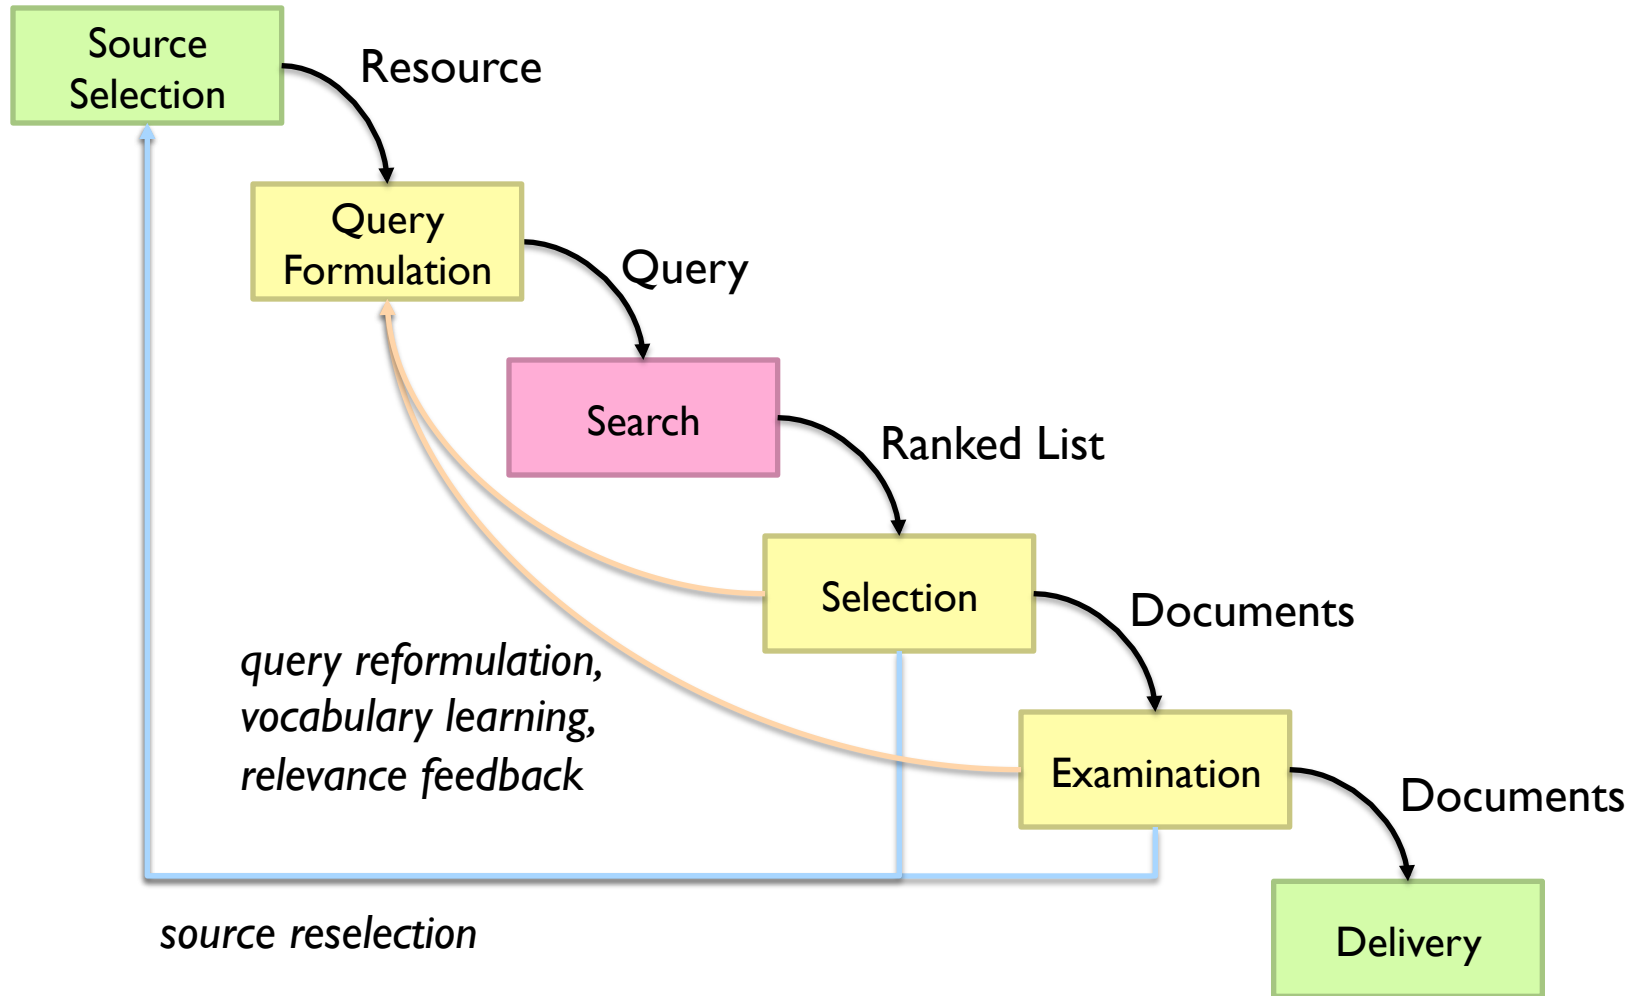 Source
Selection
Resource
Query
Formulation
Query
Search
Ranked List
Selection
Documents
query reformulation,
vocabulary learning,
relevance feedback
Examination
Documents
source reselection
Delivery